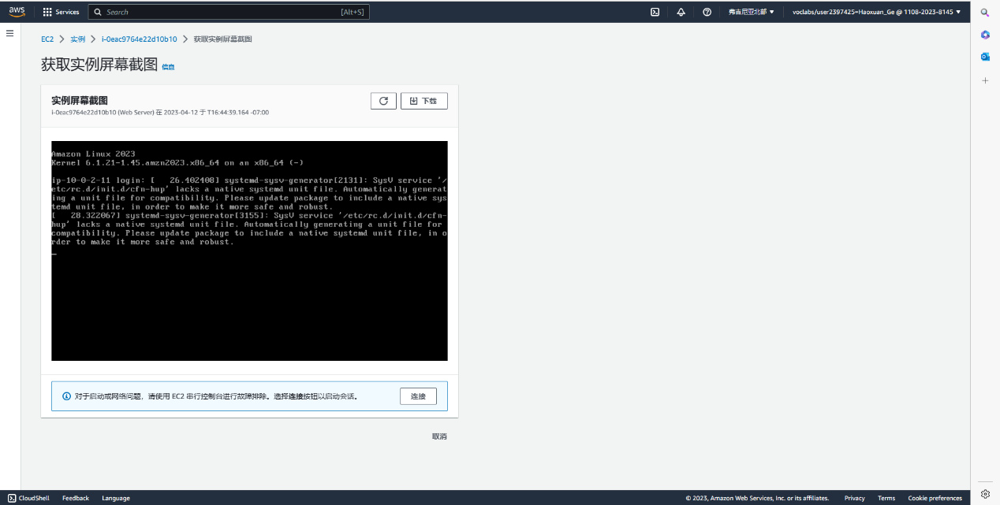 aws Services Search [Alt+S] 弗吉尼亚北部 voclabs/user2397425=Haoxuan_Ge @ 1108-2023-8145
EC2 实例 i-0eac9764e22d10b10 获取实例屏幕截图
获取实例屏幕截图 信息
实例屏幕截图
i-0eac9764e22d10b10 (Web Server) 在 2023-04-12 于 T16:44:39.164 -07:00
下载
Amazon Linux 2023
Kernel 6.1.21-1.45.amzn2023.x86_64 on an x86_64 (-)
ip-10-0-2-11 login: [   26.402408] systemd-sysv-generator[2131]: SysV service '/
etc/rc.d/init.d/cfn-hup' lacks a native systemd unit file. Automatically generat
ing a unit file for compatibility. Please update package to include a native sys
temd unit file, in order to make it more safe and robust.
[   28.322067] systemd-sysv-generator[3155]: SysV service '/etc/rc.d/init.d/cfn-
hup' lacks a native systemd unit file. Automatically generating a unit file for
compatibility. Please update package to include a native systemd unit file, in o
rder to make it more safe and robust.
对于启动或网络问题，请使用 EC2 串行控制台进行故障排除。选择连接按钮以启动会话。
连接
取消
CloudShell Feedback Language © 2023, Amazon Web Services, Inc. or its affiliates. Privacy Terms Cookie preferences